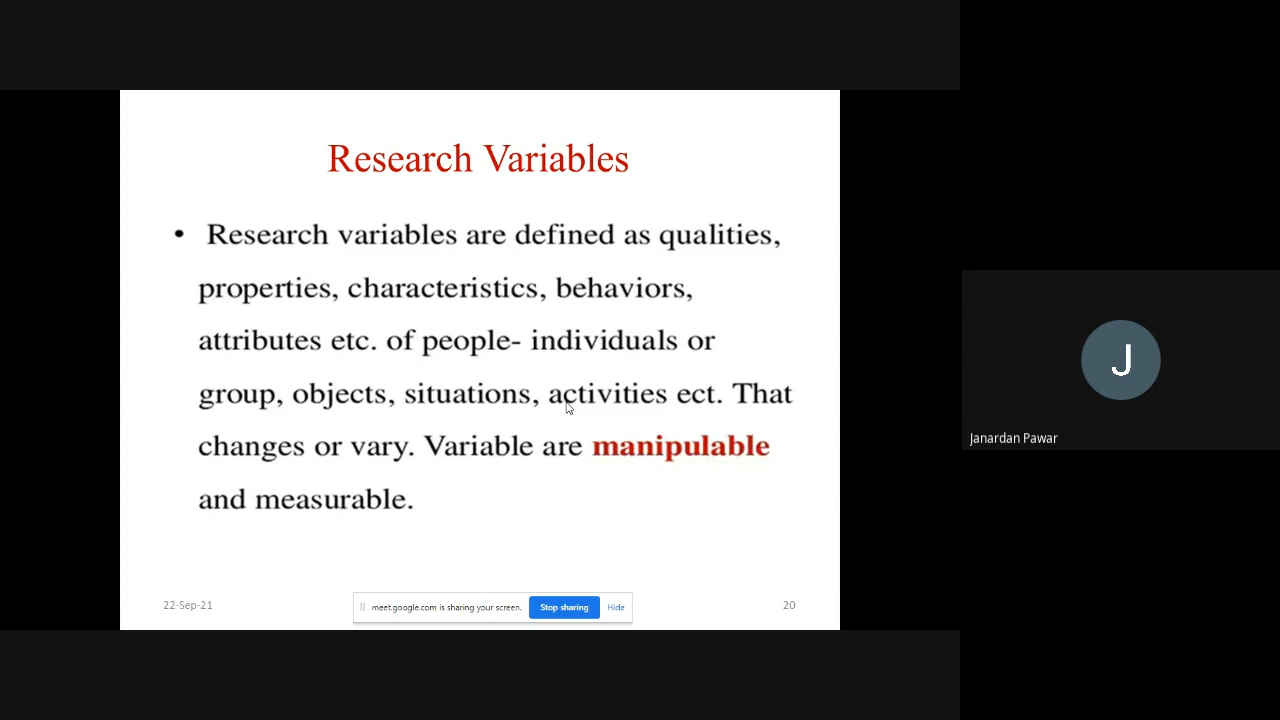 Research Variables
• Research variables are defined as qualities,
properties, characteristics, behaviors,
attributes etc. of people- individuals or
group, objects, situations, activities ect. That
changes or vary. Variable are manipulable
and measurable.
22-Sep-21
meet.google.com is sharing your screen.
Stop sharing
Hide
20
J
Janardan Pawar